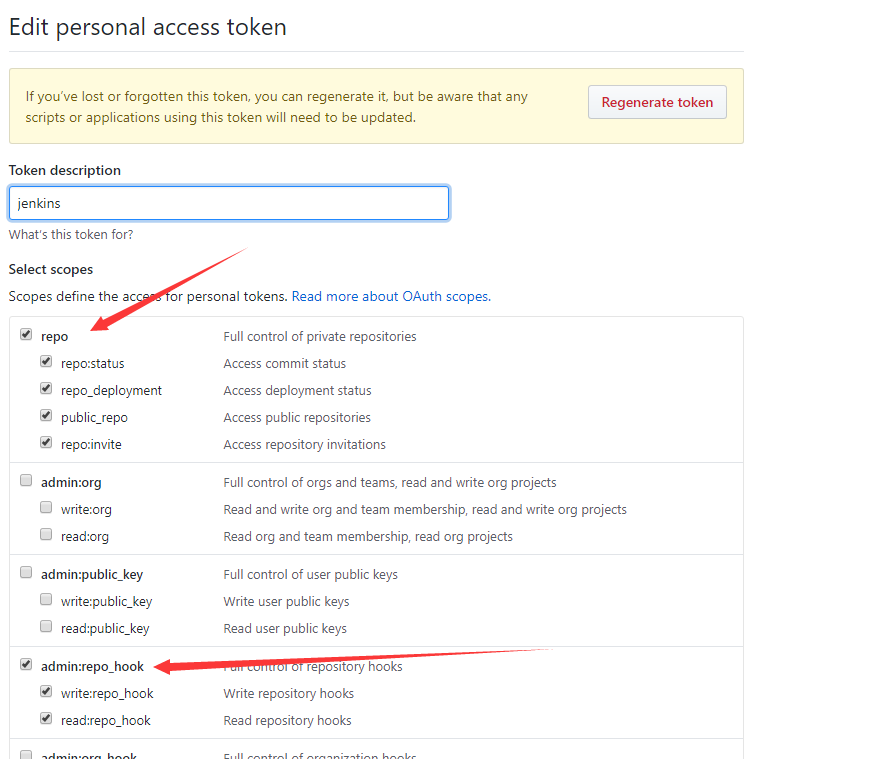 Edit personal access token
If you've lost or forgotten this token, you can regenerate it, but be aware that any
scripts or applications using this token will need to be updated.
Regenerate token
Token description
jenkins
What's this token for?
Select scopes
Scopes define the access for personal tokens. Read more about OAuth scopes.
repo Full control of private repositories
repo:status Access commit status
repo_deployment Access deployment status
public_repo Access public repositories
repo:invite Access repository invitations
admin:org Full control of orgs and teams, read and write org projects
write:org Read and write org and team membership, read and write org projects
read:org Read org and team membership, read org projects
admin:public_key Full control of user public keys
write:public_key Write user public keys
read:public_key Read user public keys
admin:repo_hook Full control of repository hooks
write:repo_hook Write repository hooks
read:repo_hook Read repository hooks
admin:org_hook Full control of organization hooks